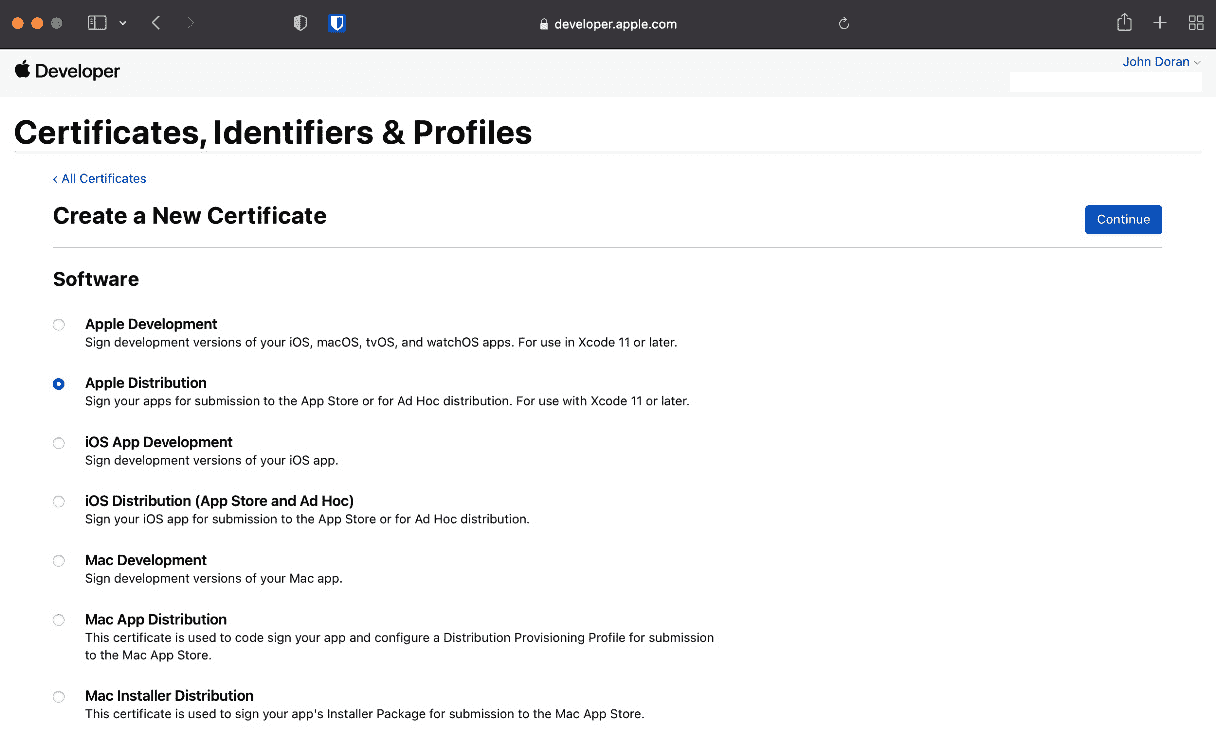 developer.apple.com
Developer
John Doran
Certificates, Identifiers & Profiles
All Certificates
Create a New Certificate
Continue
Software
Apple Development
Sign development versions of your iOS, macOS, tvOS, and watchOS apps. For use in Xcode 11 or later.
Apple Distribution
Sign your apps for submission to the App Store or for Ad Hoc distribution. For use with Xcode 11 or later.
iOS App Development
Sign development versions of your iOS app.
iOS Distribution (App Store and Ad Hoc)
Sign your iOS app for submission to the App Store or for Ad Hoc distribution.
Mac Development
Sign development versions of your Mac app.
Mac App Distribution
This certificate is used to code sign your app and configure a Distribution Provisioning Profile for submission
to the Mac App Store.
Mac Installer Distribution
This certificate is used to sign your app's Installer Package for submission to the Mac App Store.